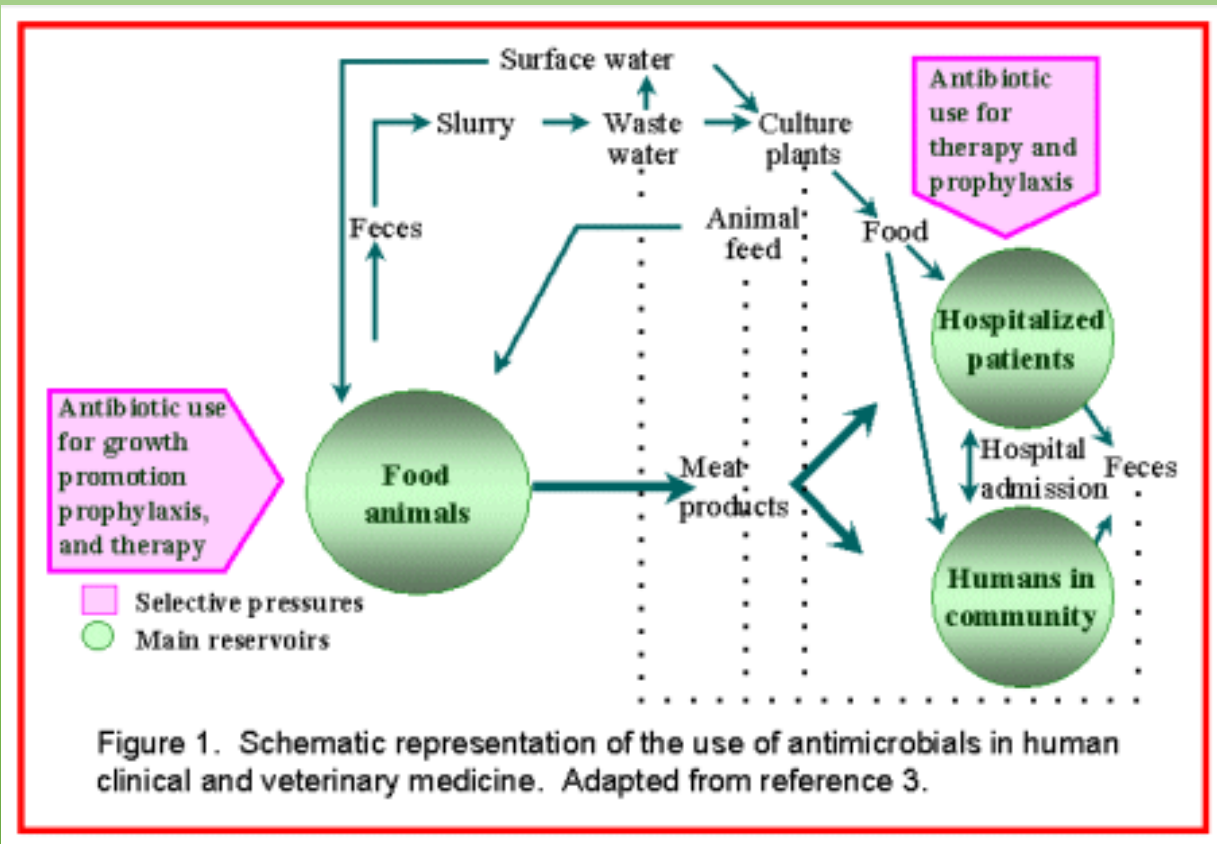 Surface water
Slurry
Waste
water
Culture
plants
Feces
Animal
feed
Food
Antibiotic
use for
therapy and
prophylaxis
Hospitalized
patients
Antibiotic use
for growth
promotion
prophylaxis,
and therapy
Food
animals
Meat
products
Hospital
admission
Feces
Humans in
community
Selective pressures
Main reservoirs
Figure 1. Schematic representation of the use of antimicrobials in human
clinical and veterinary medicine. Adapted from reference 3.